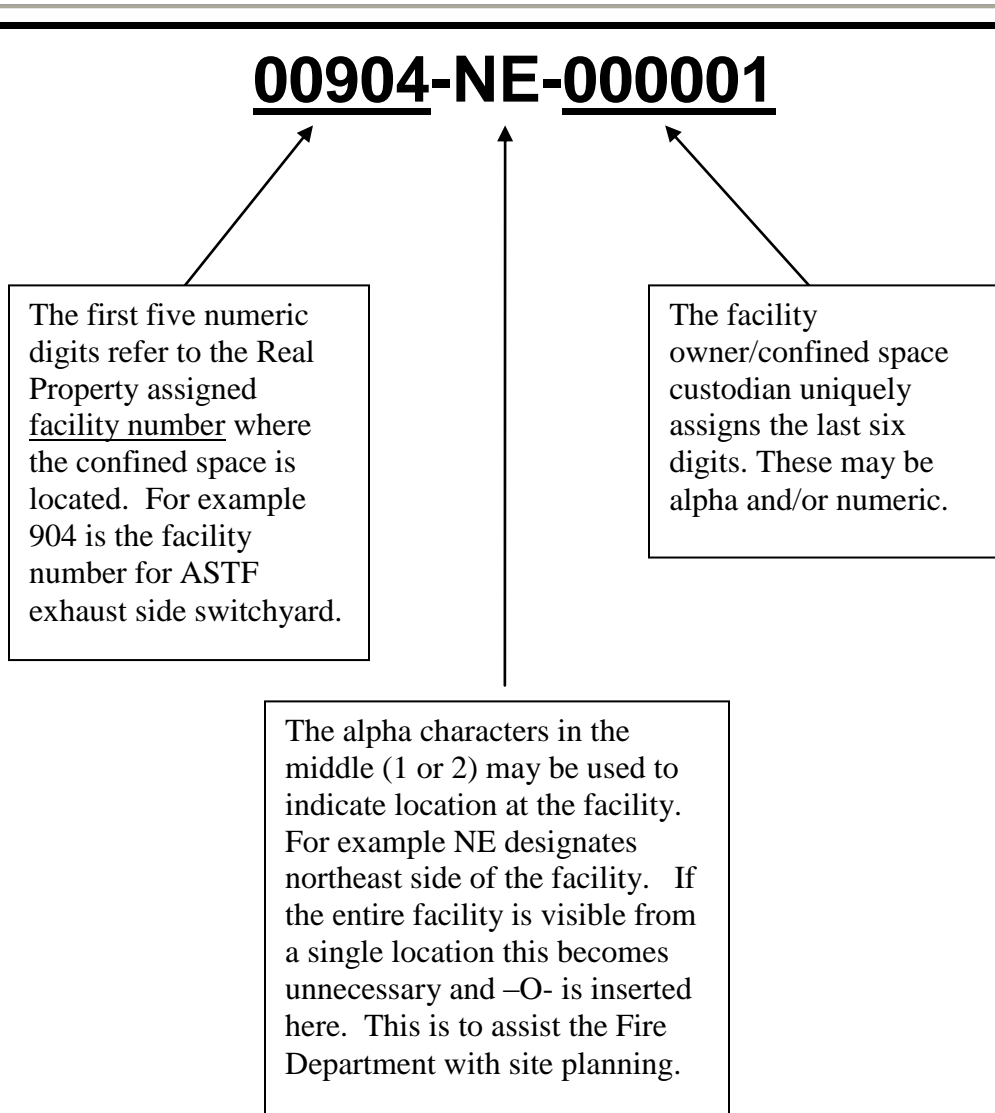 00904-NE-000001
The first five numeric
digits refer to the Real
Property assigned
facility number where
the confined space is
located.  For example
904 is the facility
number for ASTF
exhaust side switchyard.
The facility
owner/confined space
custodian uniquely
assigns the last six
digits. These may be
alpha and/or numeric.
The alpha characters in the
middle (1 or 2) may be used to
indicate location at the facility.
For example NE designates
northeast side of the facility.   If
the entire facility is visible from
a single location this becomes
unnecessary and –O- is inserted
here.  This is to assist the Fire
Department with site planning.